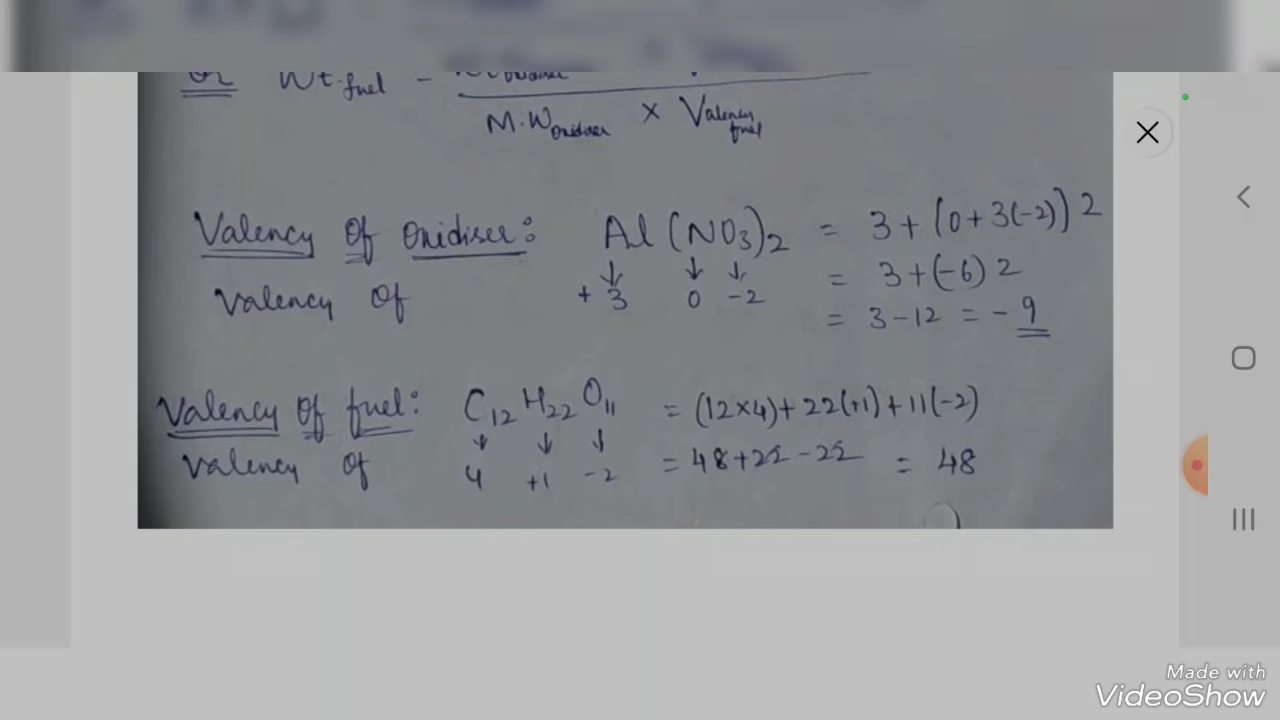 or Wt. fuel =
M.W oxidiser × Valency fuel
Valency Of Oxidiser: Al(NO3)2 = 3 + (0+3(-2)) 2
Valency Of +3 0 -2 = 3+(-6) 2
= 3-12 = -9
Valency Of fuel: C12 H22 O11 = (12×4)+22(+1)+11(-2)
Valency Of 4 +1 -2 = 48+22-22 = 48
Made with
VideoShow